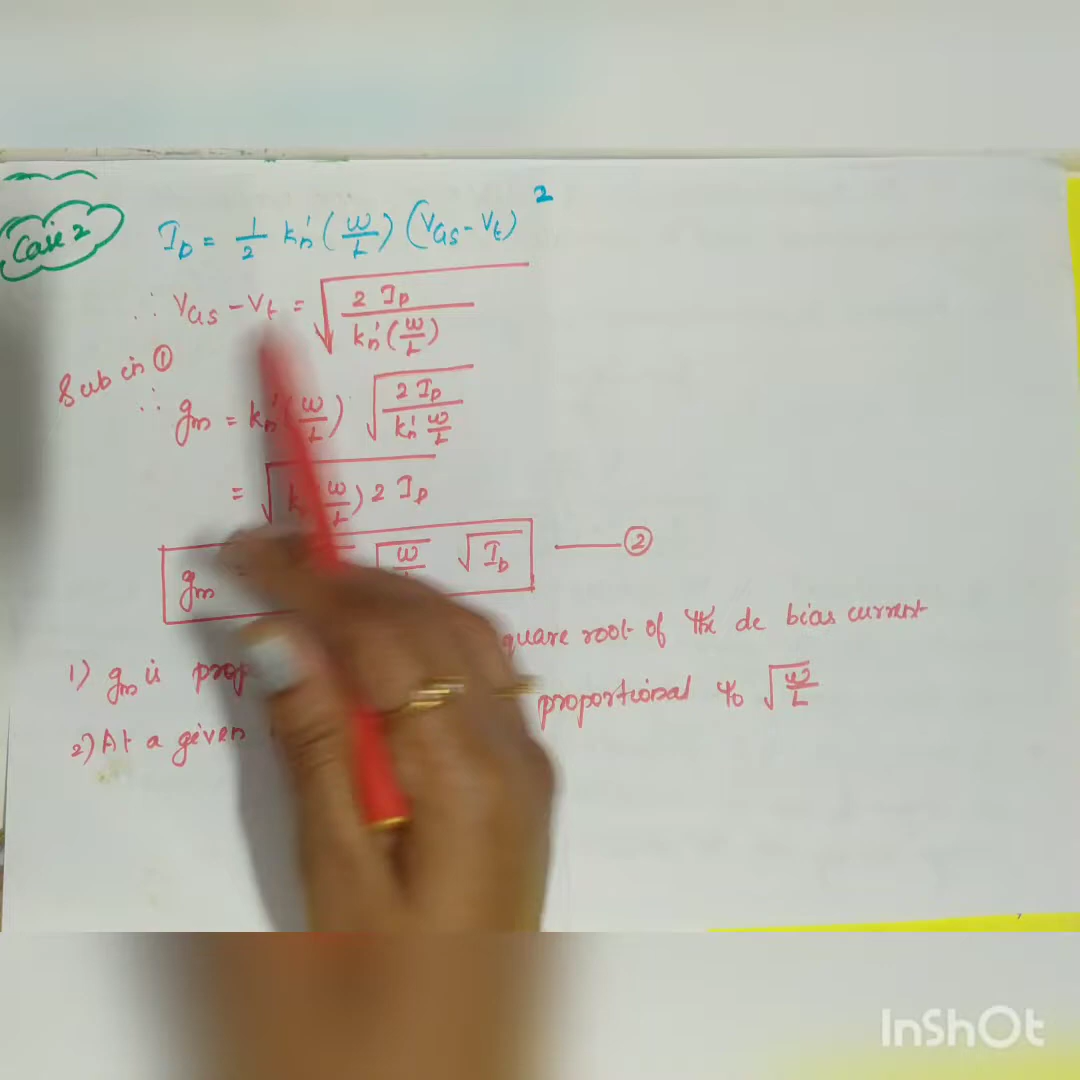 Case 2
I_D = 1/2 k_n' (W/L) (V_GS - V_t)^2
∴ V_GS - V_t = √(2 I_D / k_n' (W/L))
Sub in ①
∴ g_m = k_n' (W/L) √(2 I_D / k_n' W/L)
= √( (W/L) 2 I_D
g_m √W √I_D —— ②
1) g_m is square root of the dc bias current
2) At a given proportional to √(W/L)
InShOt